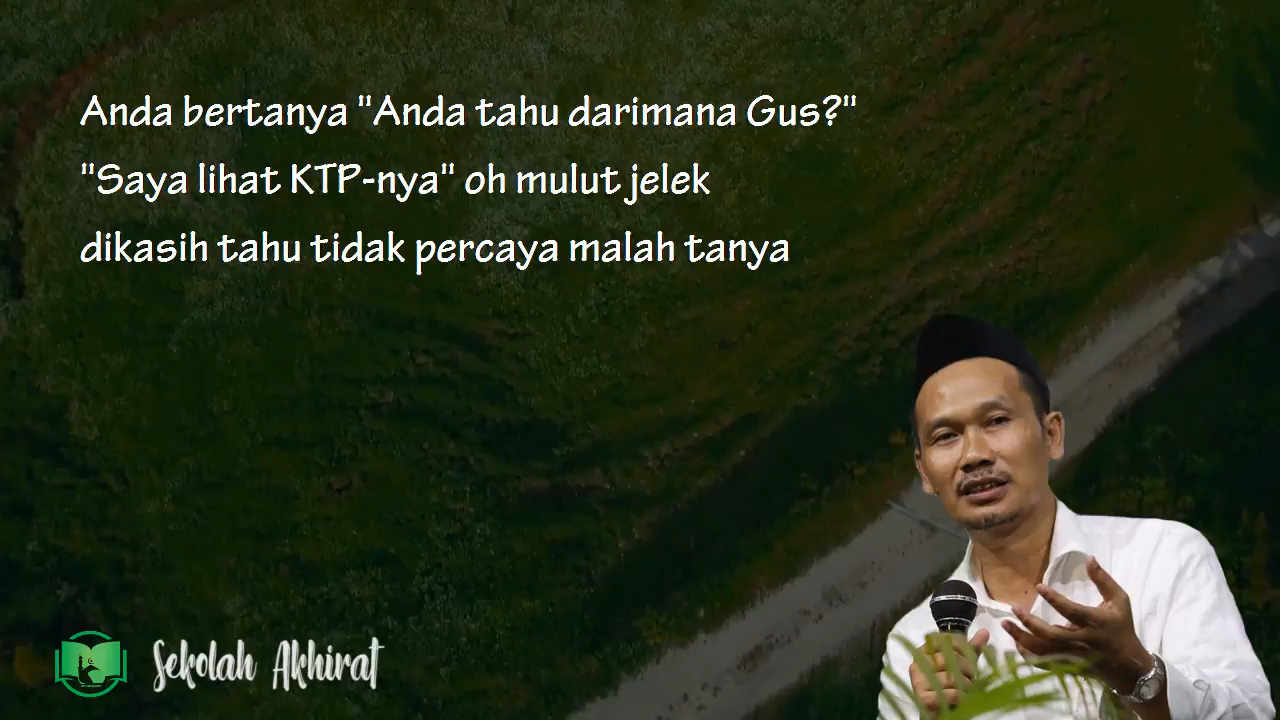 Anda bertanya "Anda tahu darimana Gus?"
"Saya lihat KTP-nya" oh mulut jelek
dikasih tahu tidak percaya malah tanya
Sekolah Akhirat